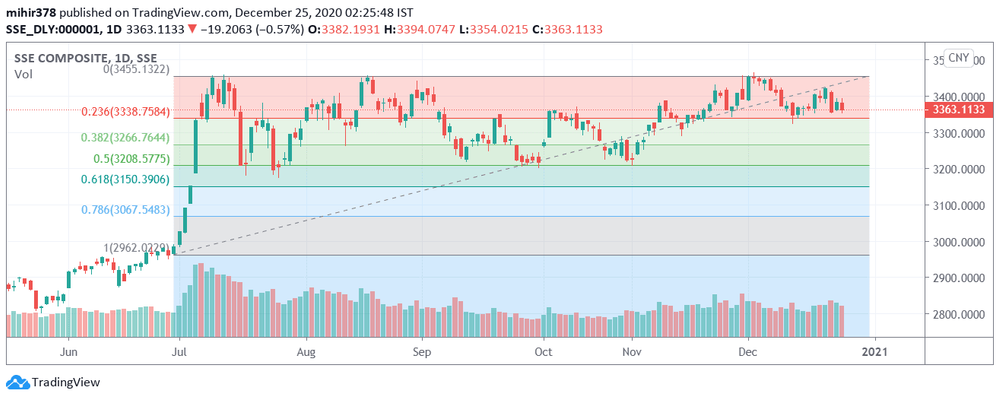 mihir378 published on TradingView.com, December 25, 2020 02:25:48 IST
SSE_DLY:000001, 1D 3363.1133 ▼ −19.2063 (−0.57%) O:3382.1931 H:3394.0747 L:3354.0215 C:3363.1133
SSE COMPOSITE, 1D, SSE
CNY
Vol
0(3455.1322)
3400.0000
0.236(3338.7584)
3363.1133
0.382(3266.7644)
3300.0000
0.5(3208.5775)
3200.0000
0.618(3150.3906)
3100.0000
0.786(3067.5483)
3000.0000
1(2962.0229)
2900.0000
2800.0000
Jun Jul Aug Sep Oct Nov Dec 2021
TradingView